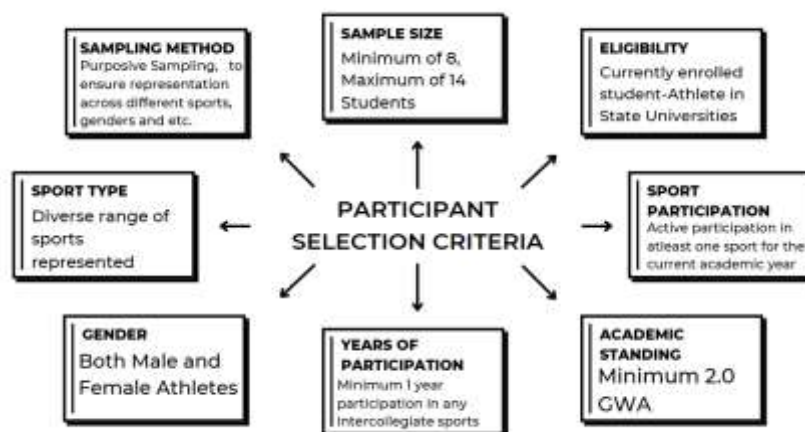 SAMPLING METHOD
Purposive Sampling, to
ensure representation
across different sports,
genders and etc.
SAMPLE SIZE
Minimum of 8,
Maximum of 14
Students
ELIGIBILITY
Currently enrolled
student-Athlete in
State Universities
SPORT TYPE
Diverse range of
sports
represented
PARTICIPANT
SELECTION CRITERIA
SPORT
PARTICIPATION
Active participation in
atleast one sport for the
current academic year
GENDER
Both Male and
Female Athletes
YEARS OF
PARTICIPATION
Minimum 1 year
participation in any
intercollegiate sports
ACADEMIC
STANDING
Minimum 2.0
GWA